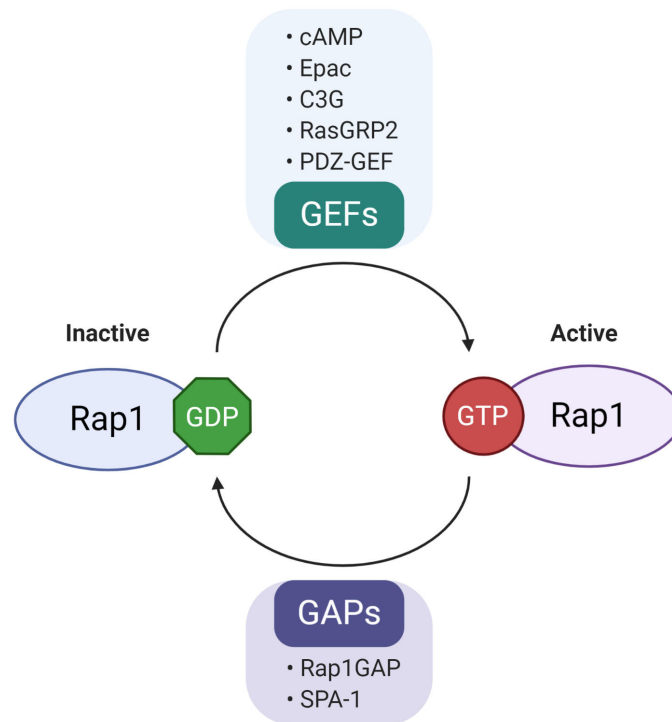 • cAMP
• Epac
• C3G
• RasGRP2
• PDZ-GEF
GEFs
Inactive
Active
Rap1
GDP
GTP
Rap1
GAPs
• Rap1GAP
• SPA-1